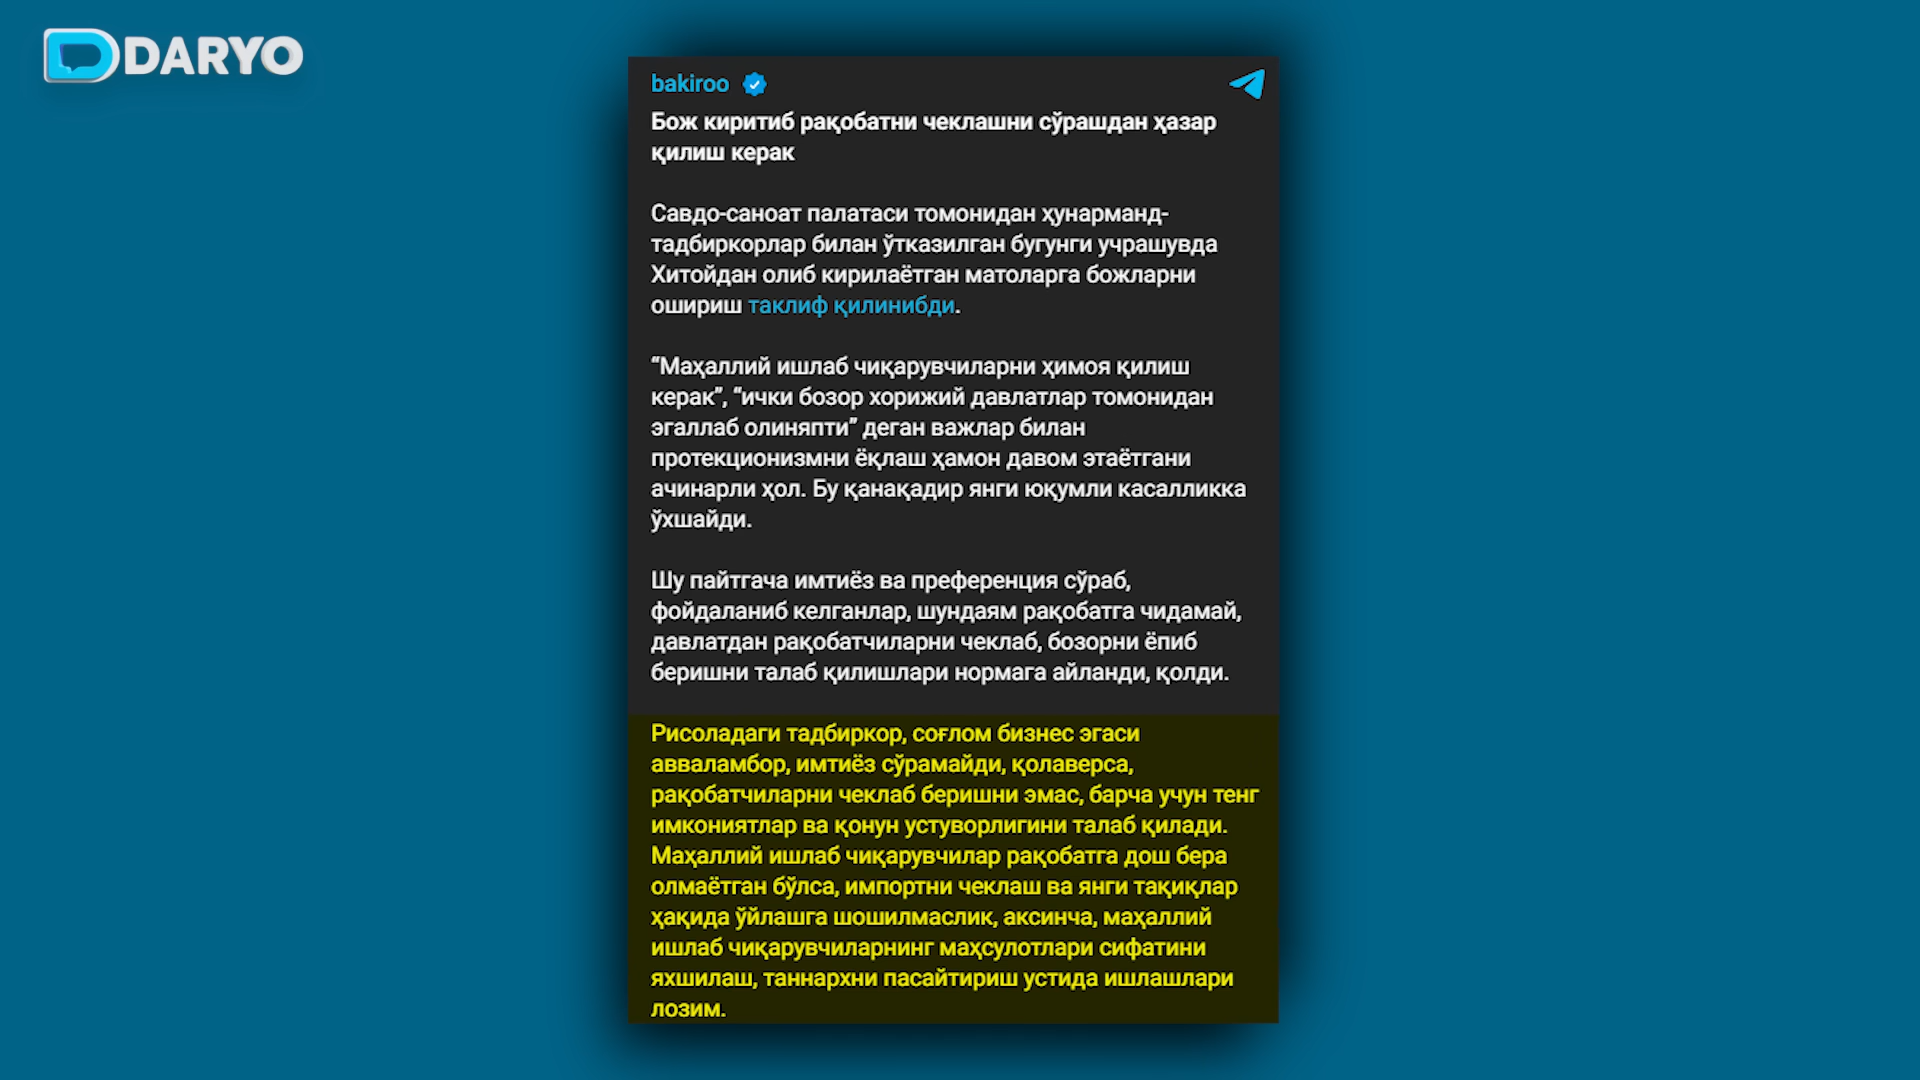 DARYO
bakiroo
Бож киритиб рақобатни чеклашни сўрашдан ҳазар
қилиш керак
Савдо-саноат палатаси томонидан ҳунарманд-
тадбиркорлар билан ўтказилган бугунги учрашувда
Хитойдан олиб кирилаётган матоларга божларни
ошириш таклиф қилинибди.
“Маҳаллий ишлаб чиқарувчиларни ҳимоя қилиш
керак”, “ички бозор хорижий давлатлар томонидан
эгаллаб олиняпти” деган важлар билан
протекционизмни ёқлаш ҳамон давом этаётгани
ачинарли ҳол. Бу қанақадир янги юқумли касалликка
ўхшайди.
Шу пайтгача имтиёз ва преференция сўраб,
фойдаланиб келганлар, шундаям рақобатга чидамай,
давлатдан рақобатчиларни чеклаб, бозорни ёпиб
беришни талаб қилишлари нормага айланди, қолди.
Рисоладаги тадбиркор, соғлом бизнес эгаси
авваламбор, имтиёз сўрамайди, қолаверса,
рақобатчиларни чеклаб беришни эмас, барча учун тенг
имкониятлар ва қонун устуворлигини талаб қилади.
Маҳаллий ишлаб чиқарувчилар рақобатга дош бера
олмаётган бўлса, импортни чеклаш ва янги тақиқлар
ҳақида ўйлашга шошилмаслик, аксинча, маҳаллий
ишлаб чиқарувчиларнинг маҳсулотлари сифатини
яхшилаш, таннархни пасайтириш устида ишлашлари
лозим.